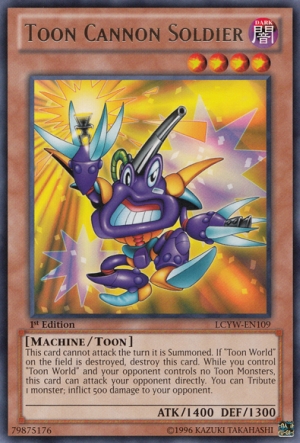 TOON CANNON SOLDIER
DARK
闇
1st Edition
LCYW-EN109
[MACHINE/TOON]
This card cannot attack the turn it is Summoned. If "Toon World"
on the field is destroyed, destroy this card. While you control
"Toon World" and your opponent controls no Toon Monsters,
this card can attack your opponent directly. You can Tribute
1 monster; inflict 500 damage to your opponent.
ATK/1400 DEF/1300
79875176
©1996 KAZUKI TAKAHASHI